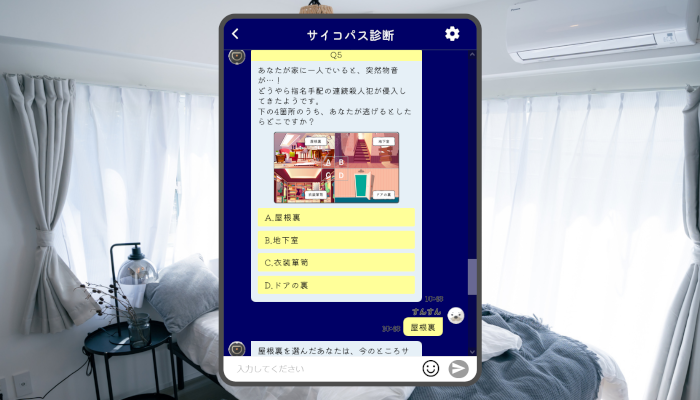 サイコパス診断
Q5
あなたが家に一人でいると、突然物音
が…！
どうやら指名手配の連続殺人犯が侵入し
てきたようです。
下の4箇所のうち、あなたが逃げるとした
らどこですか？
屋根裏
地下室
A B
C D
衣装箪笥
ドアの裏
A.屋根裏
B.地下室
C.衣装箪笥
D.ドアの裏
すんすん
屋根裏
屋根裏を選んだあなたは、今のところサ
入力してください